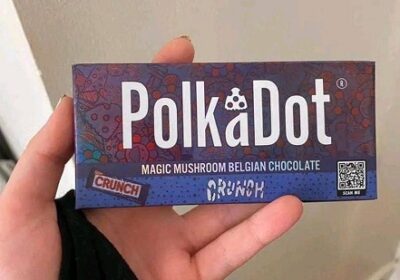 PolkaDot
®
MAGIC MUSHROOM BELGIAN CHOCOLATE
CRUNCH
CRUNCH
SCAN ME